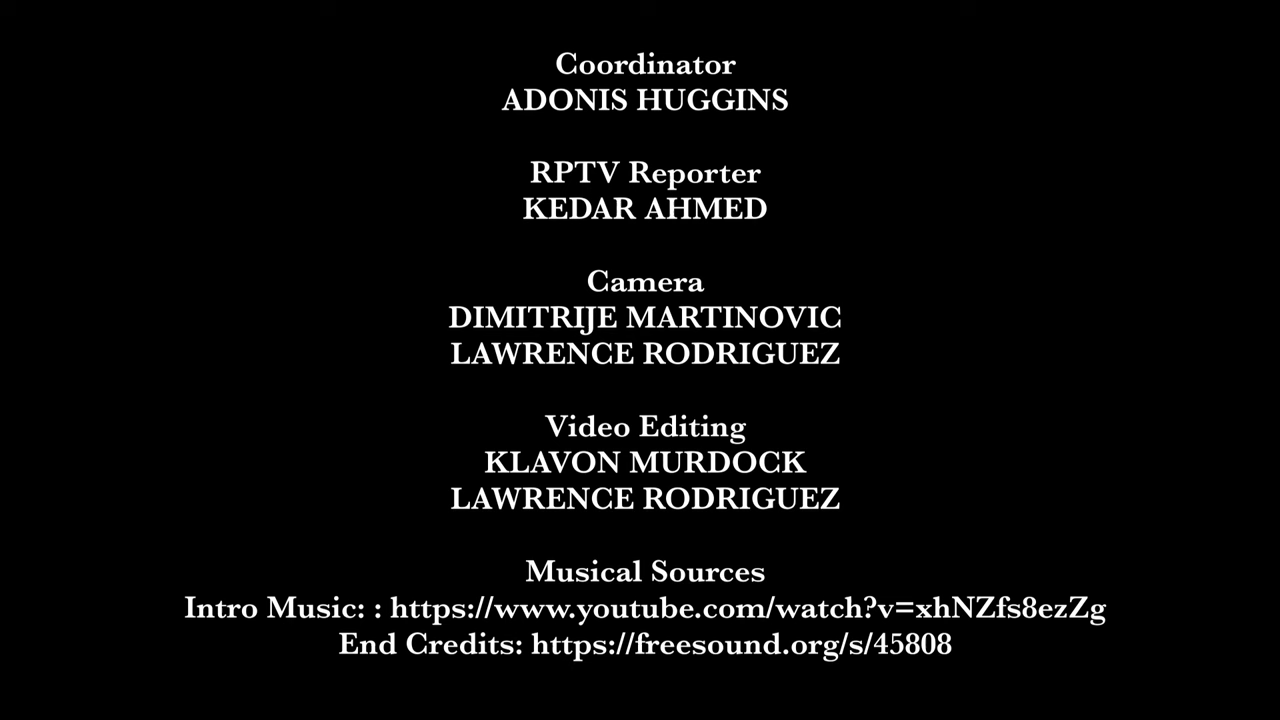 Coordinator
ADONIS HUGGINS
RPTV Reporter
KEDAR AHMED
Camera
DIMITRIJE MARTINOVIC
LAWRENCE RODRIGUEZ
Video Editing
KLAVON MURDOCK
LAWRENCE RODRIGUEZ
Musical Sources
Intro Music: : https://www.youtube.com/watch?v=xhNZfs8ezZg
End Credits: https://freesound.org/s/45808